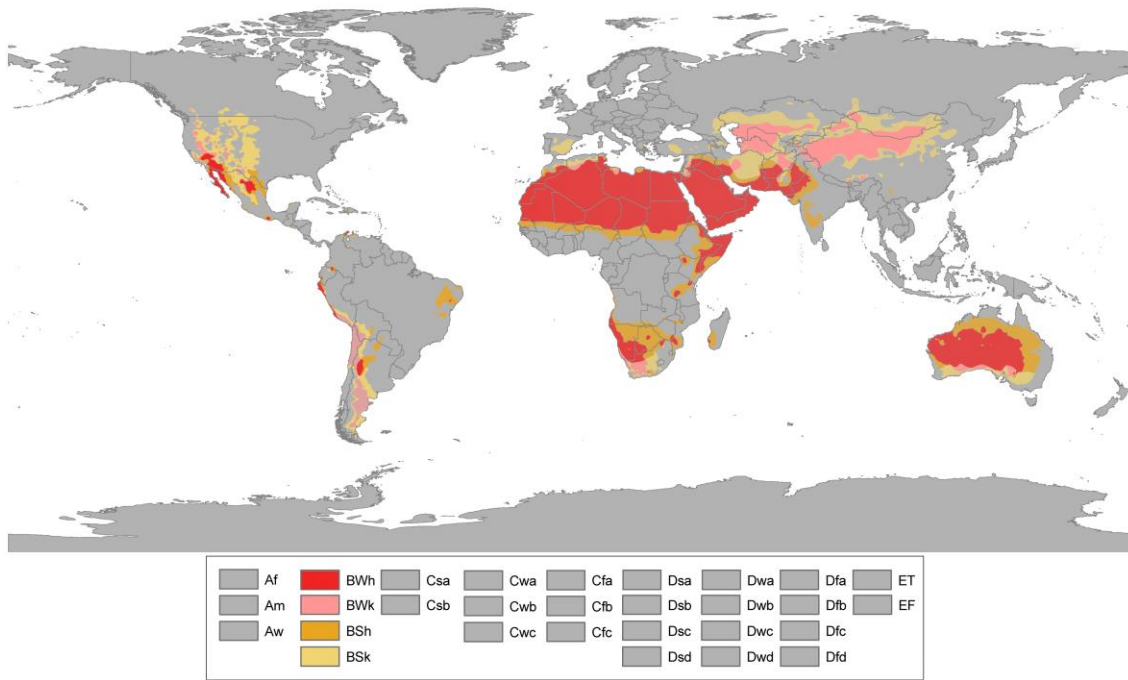 Af BWh Csa Cwa Cfa Dsa Dwa Dfa ET
Am BWk Csb Cwb Cfb Dsb Dwb Dfb EF
Aw BSh Cwc Cfc Dsc Dwc Dfc
BSk Dsd Dwd Dfd